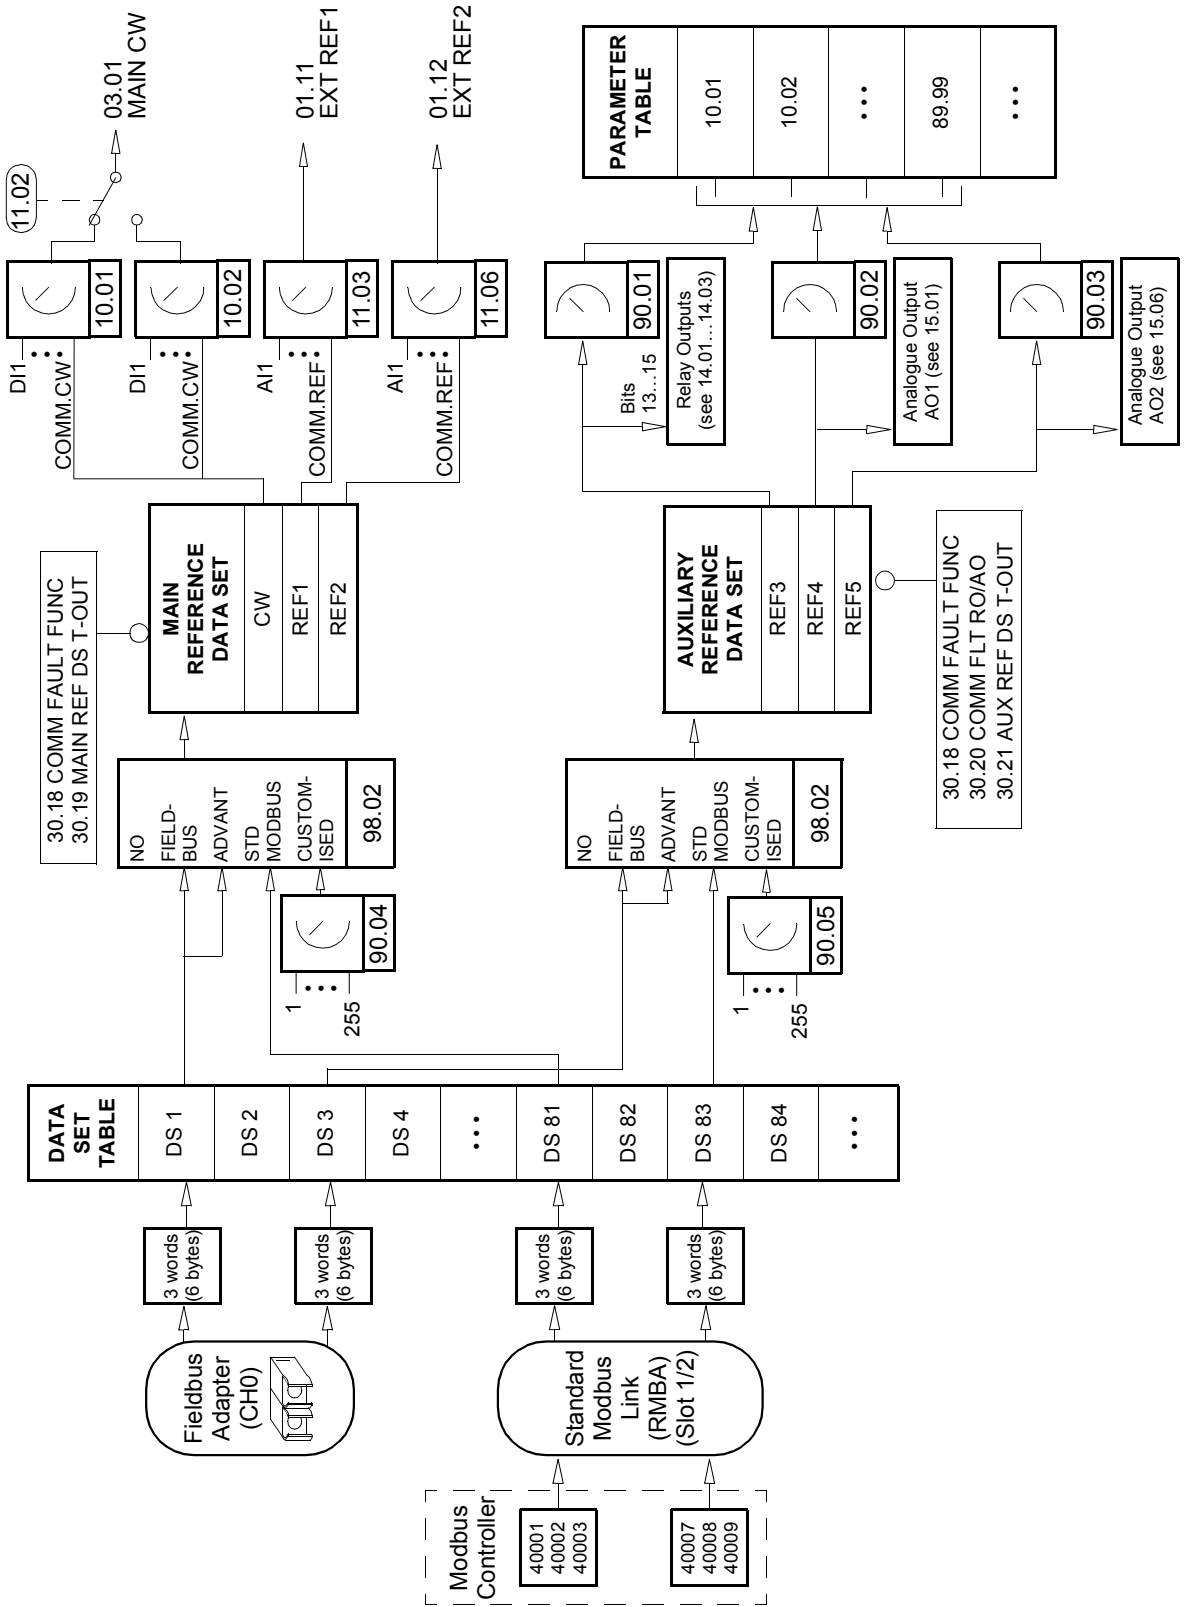 Modbus
Controller
40001
40002
40003
40007
40008
40009
Fieldbus
Adapter
(CH0)
Standard
Modbus
Link
(RMBA)
(Slot 1/2)
3 words
(6 bytes)
3 words
(6 bytes)
3 words
(6 bytes)
3 words
(6 bytes)
DATA
SET
TABLE
DS 1
DS 2
DS 3
DS 4
•••
DS 81
DS 82
DS 83
DS 84
•••
1
•••
255
90.04
1
•••
255
90.05
NO
FIELD-
BUS
ADVANT
STD
MODBUS
CUSTOM-
ISED
98.02
NO
FIELD-
BUS
ADVANT
STD
MODBUS
CUSTOM-
ISED
98.02
30.18 COMM FAULT FUNC
30.19 MAIN REF DS T-OUT
MAIN
REFERENCE
DATA SET
CW
REF1
REF2
AUXILIARY
REFERENCE
DATA SET
REF3
REF4
REF5
30.18 COMM FAULT FUNC
30.20 COMM FLT RO/AO
30.21 AUX REF DS T-OUT
DI1
•••
COMM.CW
10.01
DI1
•••
COMM.CW
10.02
AI1
•••
COMM.REF
11.03
AI1
•••
COMM.REF
11.06
11.02
03.01
MAIN CW
01.11
EXT REF1
01.12
EXT REF2
Bits
13...15
Relay Outputs
(see 14.01...14.03)
90.01
Analogue Output
AO1 (see 15.01)
90.02
Analogue Output
AO2 (see 15.06)
90.03
PARAMETER
TABLE
10.01
10.02
•••
89.99
•••